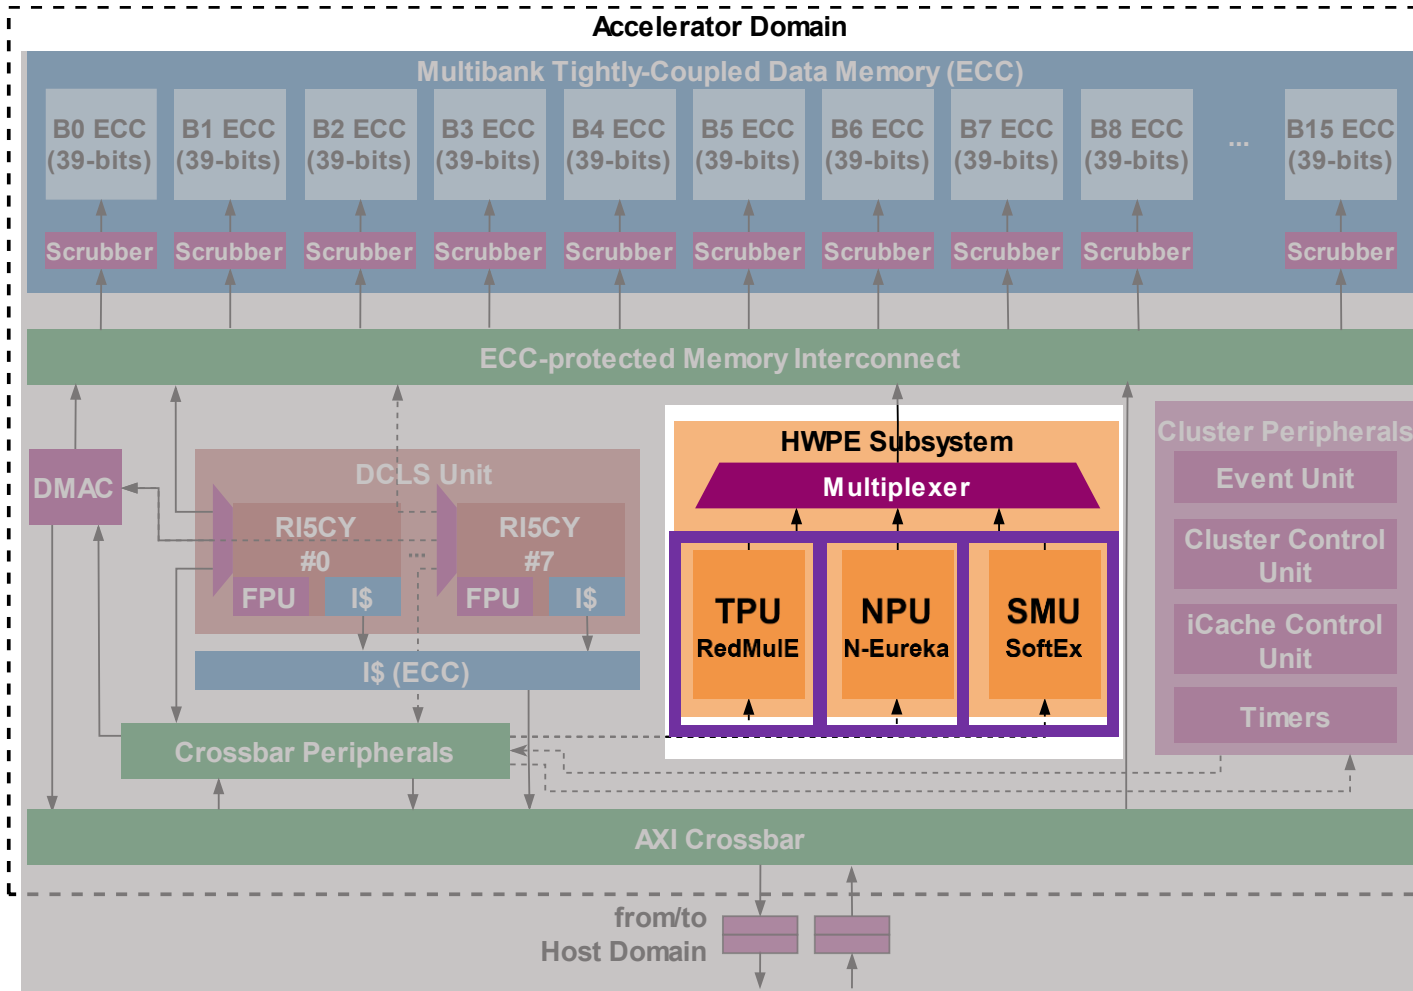 Accelerator Domain
Multibank Tightly-Coupled Data Memory (ECC)
B0 ECC
(39-bits)
B1 ECC
(39-bits)
B2 ECC
(39-bits)
B3 ECC
(39-bits)
B4 ECC
(39-bits)
B5 ECC
(39-bits)
B6 ECC
(39-bits)
B7 ECC
(39-bits)
B8 ECC
(39-bits)
...
B15 ECC
(39-bits)
Scrubber
Scrubber
Scrubber
Scrubber
Scrubber
Scrubber
Scrubber
Scrubber
Scrubber
Scrubber
ECC-protected Memory Interconnect
DMAC
DCLS Unit
RI5CY
#0
FPU
I$
...
RI5CY
#7
FPU
I$
I$ (ECC)
Crossbar Peripherals
HWPE Subsystem
Multiplexer
TPU
RedMulE
NPU
N-Eureka
SMU
SoftEx
Cluster Peripherals
Event Unit
Cluster Control
Unit
iCache Control
Unit
Timers
AXI Crossbar
from/to
Host Domain